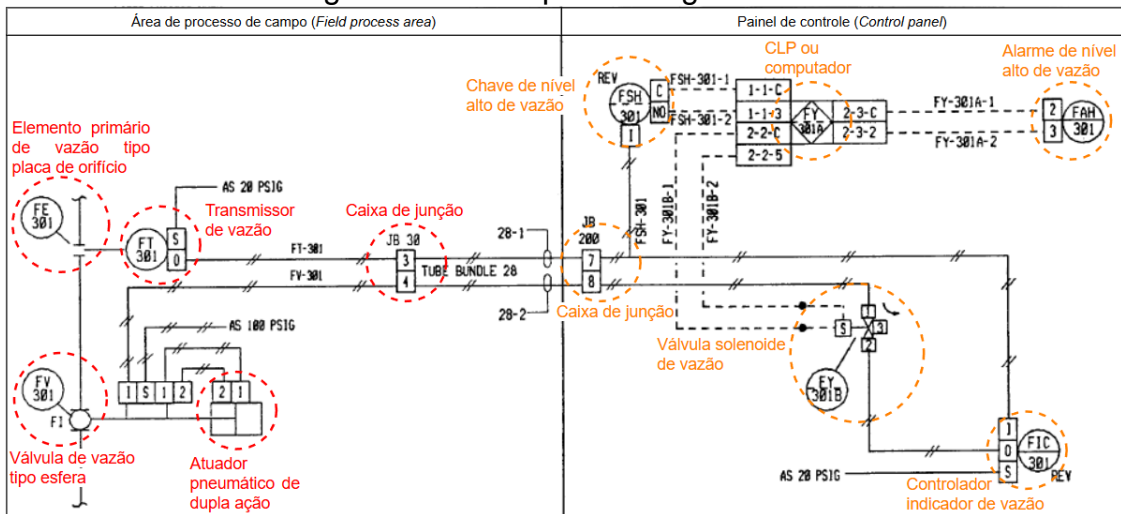 Área de processo de campo (Field process area)
Painel de controle (Control panel)
Elemento primário
de vazão tipo
placa de orifício
FE
301
AS 20 PSIG
FT
301
S
O
Transmissor
de vazão
FT-301
FV-301
Caixa de junção
JB 30
3
4
TUBE BUNDLE 28
28-1
28-2
AS 100 PSIG
FV
301
FI
1
S
1
2
2
1
Válvula de vazão
tipo esfera
Atuador
pneumático de
dupla ação
Chave de nível
alto de vazão
REV
FSH
301
C
NO
I
FSH-301-1
FSH-301-2
CLP ou
computador
1-1-C
1-1-3
2-2-C
2-2-5
FY
301A
2-3-C
2-3-2
FY-301A-1
FY-301A-2
Alarme de nível
alto de vazão
2
3
FAH
301
JB
200
7
8
Caixa de junção
FSH-301
FY-301B-1
FY-301B-2
Válvula solenoide
de vazão
S
1
3
2
FY
301B
AS 20 PSIG
I
O
S
FIC
301
REV
Controlador
indicador de vazão